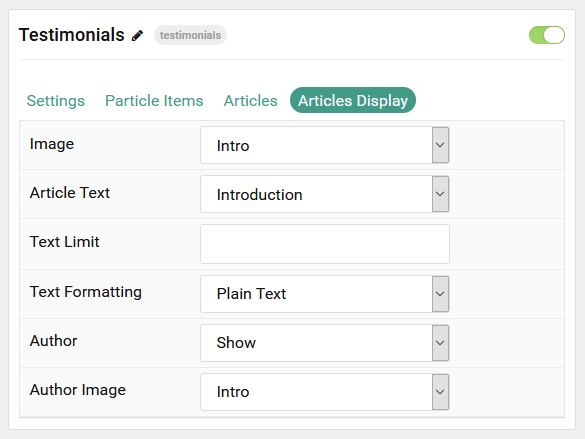 Testimonials testimonials
Settings Particle Items Articles Articles Display
Image Intro
Article Text Introduction
Text Limit
Text Formatting Plain Text
Author Show
Author Image Intro